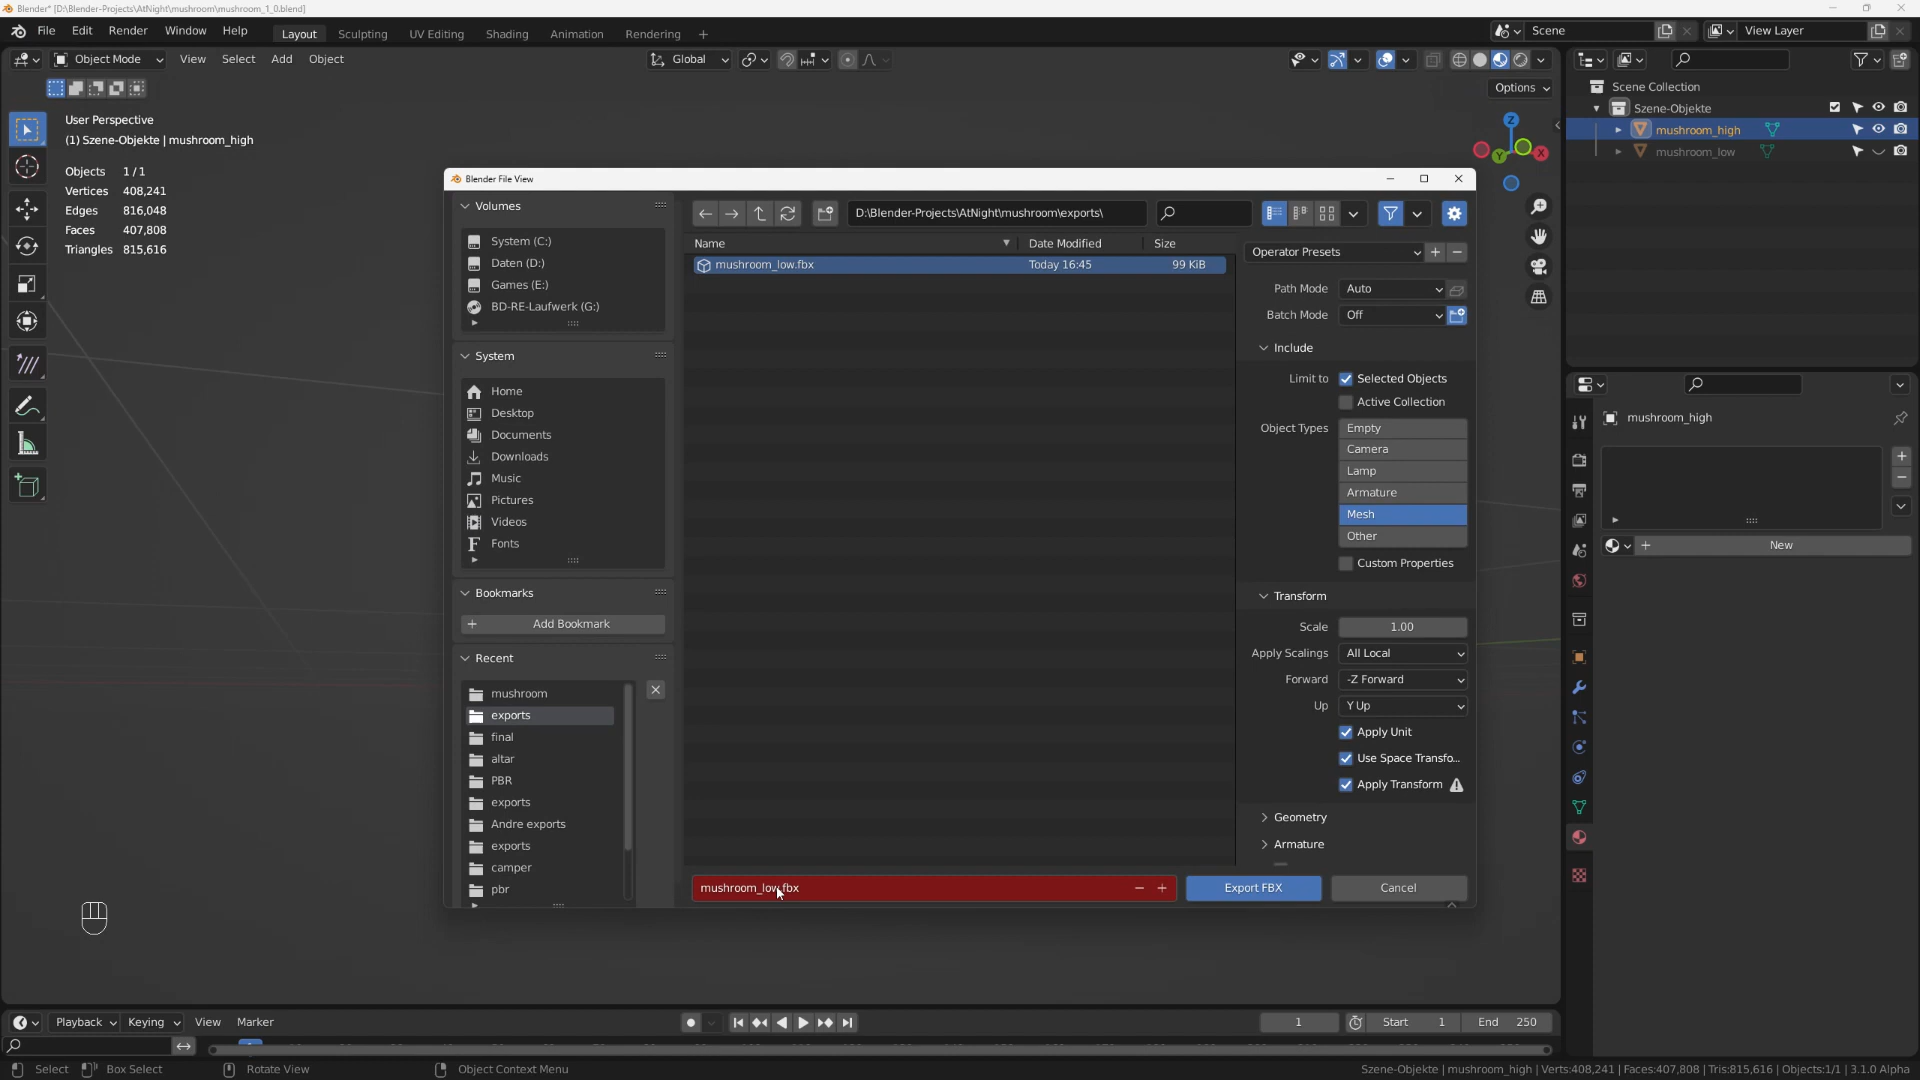 Blender* [D:\Blender-Projects\AtNight\mushroom\mushroom_1_0.blend]
File Edit Render Window Help Layout Sculpting UV Editing Shading Animation Rendering + Scene View Layer
Object Mode View Select Add Object Global
Options
User Perspective
(1) Szene-Objekte | mushroom_high
Objects 1 / 1
Vertices 408,241
Edges 816,048
Faces 407,808
Triangles 815,616
Z
Y
X
Scene Collection
Szene-Objekte
mushroom_high
mushroom_low
Blender File View
Volumes
System (C:)
Daten (D:)
Games (E:)
BD-RE-Laufwerk (G:)
System
Home
Desktop
Documents
Downloads
Music
Pictures
Videos
Fonts
Bookmarks
+ Add Bookmark
Recent
mushroom
exports
final
altar
PBR
exports
Andre exports
exports
camper
pbr
D:\Blender-Projects\AtNight\mushroom\exports\
Name Date Modified Size
mushroom_low.fbx Today 16:45 99 KiB
Operator Presets + −
Path Mode Auto
Batch Mode Off
Include
Limit to Selected Objects
Active Collection
Object Types Empty
Camera
Lamp
Armature
Mesh
Other
Custom Properties
Transform
Scale 1.00
Apply Scalings All Local
Forward -Z Forward
Up Y Up
Apply Unit
Use Space Transfo...
Apply Transform
Geometry
Armature
mushroom_low.fbx − + Export FBX Cancel
mushroom_high
+ New
Playback Keying View Marker 1 Start 1 End 250
Select Box Select Rotate View Object Context Menu Szene-Objekte | mushroom_high | Verts:408,241 | Faces:407,808 | Tris:815,616 | Objects:1/1 | 3.1.0 Alpha